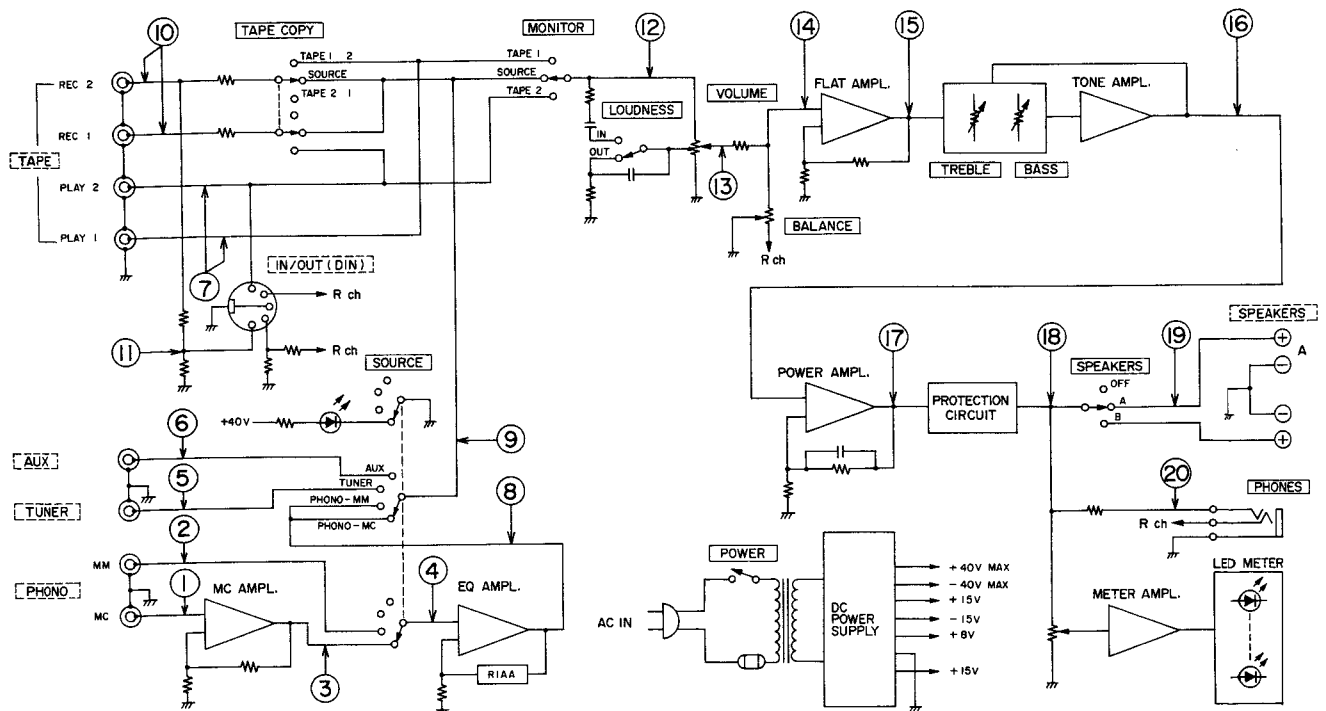 10
TAPE COPY
MONITOR
12
14
15
16
REC 2
TAPE 1 2
SOURCE
TAPE 2 1
TAPE 1
SOURCE
TAPE 2
LOUDNESS
IN
OUT
VOLUME
13
FLAT AMPL.
TONE AMPL.
TREBLE
BASS
REC 1
TAPE
PLAY 2
PLAY 1
7
IN/OUT (DIN)
R ch
R ch
11
BALANCE
R ch
SOURCE
+40V
9
6
AUX
5
TUNER
2
AUX
TUNER
PHONO-MM
PHONO-MC
8
MM
PHONO
MC
1
MC AMPL.
3
4
EQ AMPL.
RIAA
17
POWER AMPL.
PROTECTION
CIRCUIT
18
SPEAKERS
OFF
A
B
19
SPEAKERS
+
A
−
−
+
20
PHONES
R ch
POWER
AC IN
DC
POWER
SUPPLY
+40V MAX
−40V MAX
+15V
−15V
+8V
+15V
METER AMPL.
LED METER